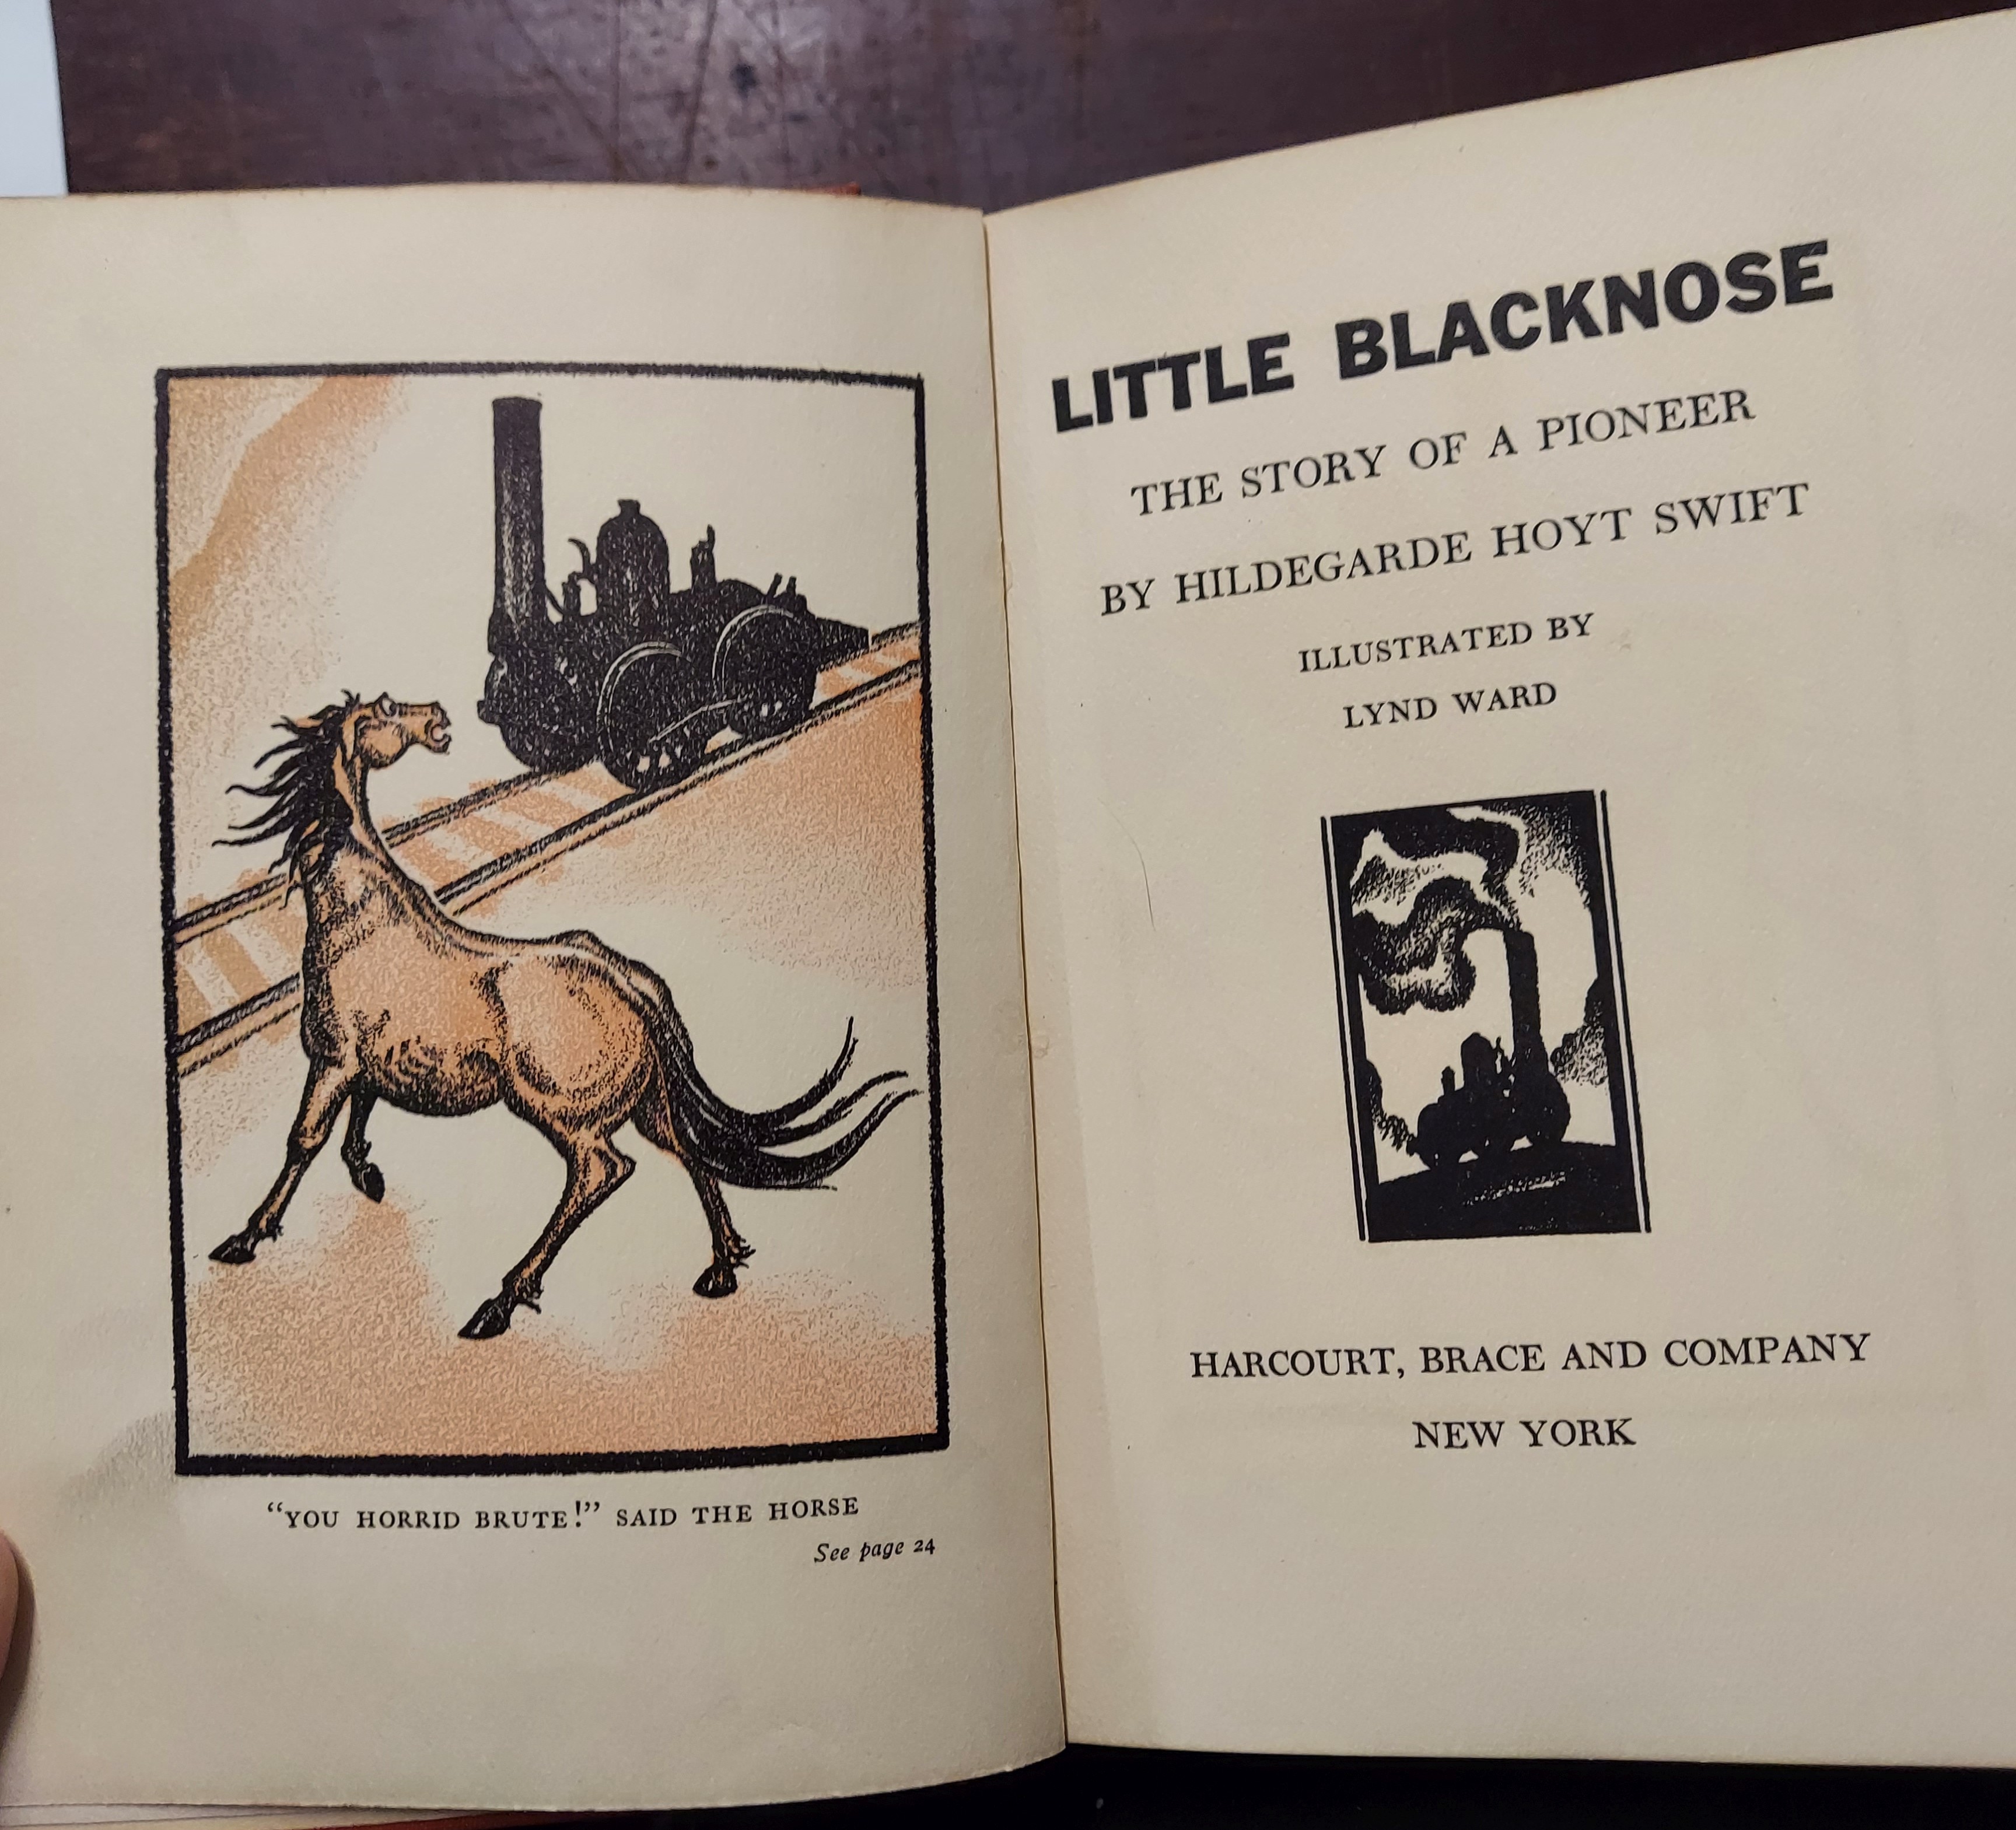 “YOU HORRID BRUTE!” SAID THE HORSE
See page 24
LITTLE BLACKNOSE
THE STORY OF A PIONEER
BY HILDEGARDE HOYT SWIFT
ILLUSTRATED BY
LYND WARD
HARCOURT, BRACE AND COMPANY
NEW YORK